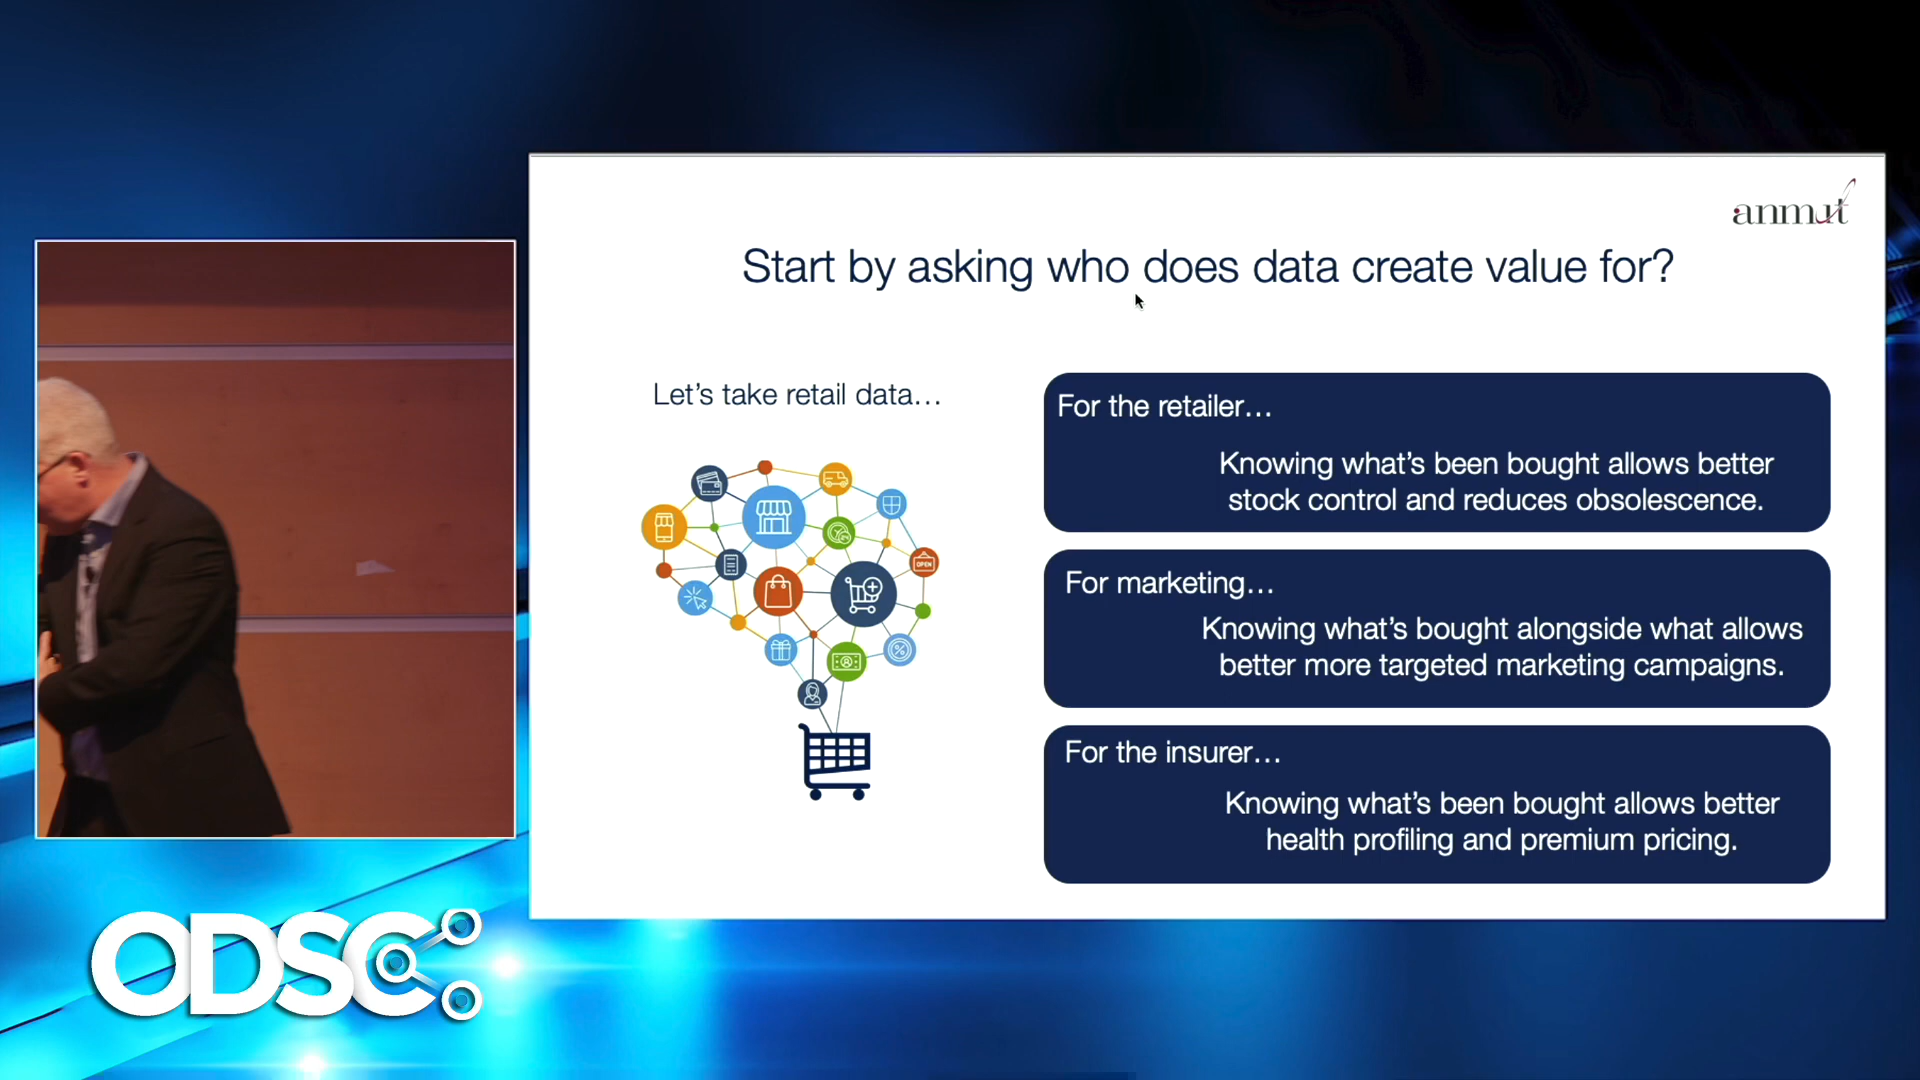 anmut
Start by asking who does data create value for?
Let's take retail data...
For the retailer...
Knowing what's been bought allows better
stock control and reduces obsolescence.
OPEN
For marketing...
Knowing what's bought alongside what allows
better more targeted marketing campaigns.
For the insurer...
Knowing what's been bought allows better
health profiling and premium pricing.
ODSC